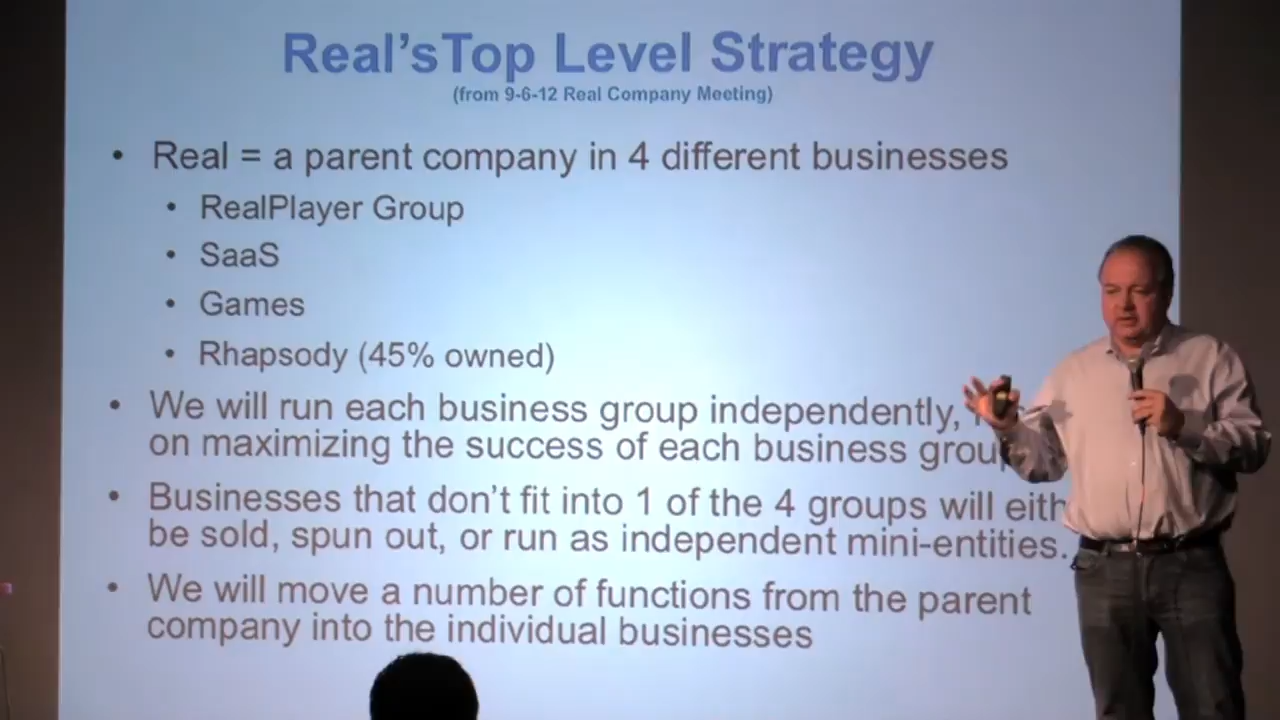 Real'sTop Level Strategy
(from 9-6-12 Real Company Meeting)
• Real = a parent company in 4 different businesses
• RealPlayer Group
• SaaS
• Games
• Rhapsody (45% owned)
• We will run each business group independently,
on maximizing the success of each business
• Businesses that don't fit into 1 of the 4 groups will
be sold, spun out, or run as independent mini-entities.
• We will move a number of functions from the parent
company into the individual businesses